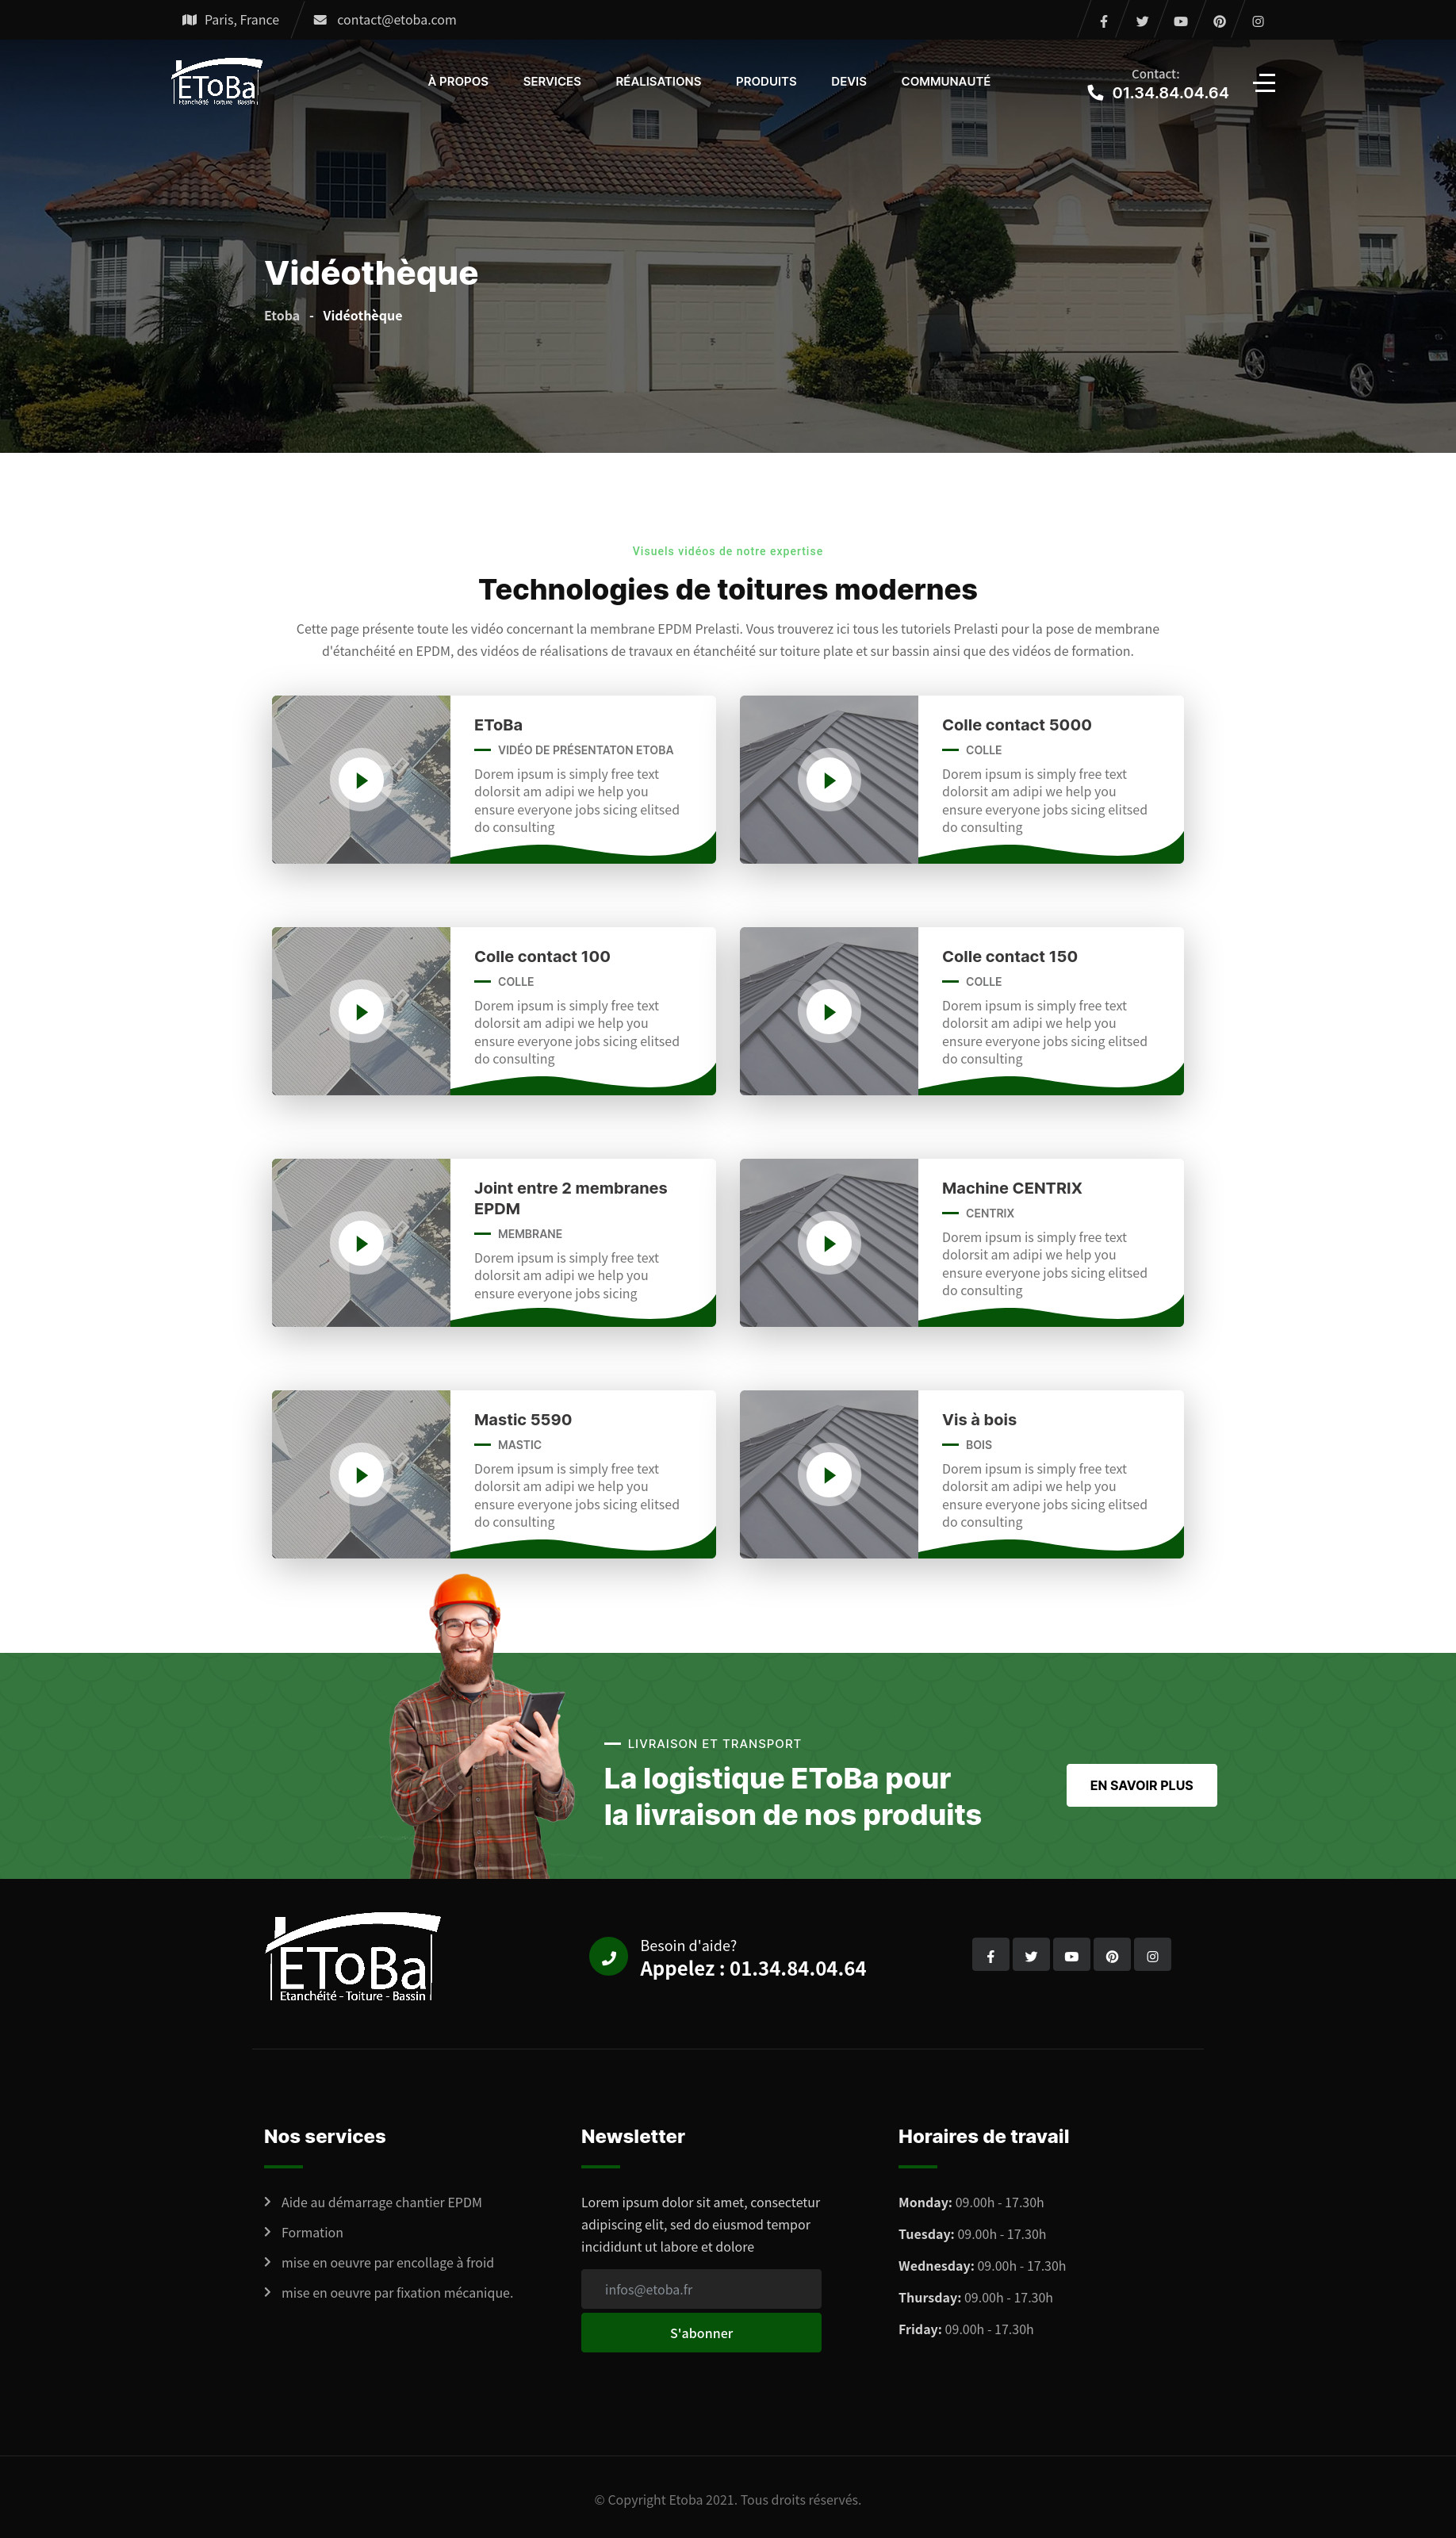 Paris, France
contact@etoba.com
EToBa
Etanchéité Toiture Bassin
À PROPOS
SERVICES
RÉALISATIONS
PRODUITS
DEVIS
COMMUNAUTÉ
Contact:
01.34.84.04.64
Vidéothèque
Etoba - Vidéothèque
Visuels vidéos de notre expertise
Technologies de toitures modernes
Cette page présente toute les vidéo concernant la membrane EPDM Prelasti. Vous trouverez ici tous les tutoriels Prelasti pour la pose de membrane
d'étanchéité en EPDM, des vidéos de réalisations de travaux en étanchéité sur toiture plate et sur bassin ainsi que des vidéos de formation.
EToBa
VIDÉO DE PRÉSENTATON ETOBA
Dorem ipsum is simply free text
dolorsit am adipi we help you
ensure everyone jobs sicing elitsed
do consulting
Colle contact 5000
COLLE
Dorem ipsum is simply free text
dolorsit am adipi we help you
ensure everyone jobs sicing elitsed
do consulting
Colle contact 100
COLLE
Dorem ipsum is simply free text
dolorsit am adipi we help you
ensure everyone jobs sicing elitsed
do consulting
Colle contact 150
COLLE
Dorem ipsum is simply free text
dolorsit am adipi we help you
ensure everyone jobs sicing elitsed
do consulting
Joint entre 2 membranes
EPDM
MEMBRANE
Dorem ipsum is simply free text
dolorsit am adipi we help you
ensure everyone jobs sicing
Machine CENTRIX
CENTRIX
Dorem ipsum is simply free text
dolorsit am adipi we help you
ensure everyone jobs sicing elitsed
do consulting
Mastic 5590
MASTIC
Dorem ipsum is simply free text
dolorsit am adipi we help you
ensure everyone jobs sicing elitsed
do consulting
Vis à bois
BOIS
Dorem ipsum is simply free text
dolorsit am adipi we help you
ensure everyone jobs sicing elitsed
do consulting
LIVRAISON ET TRANSPORT
La logistique EToBa pour
la livraison de nos produits
EN SAVOIR PLUS
EToBa
Etanchéité - Toiture - Bassin
Besoin d'aide?
Appelez : 01.34.84.04.64
Nos services
Aide au démarrage chantier EPDM
Formation
mise en oeuvre par encollage à froid
mise en oeuvre par fixation mécanique.
Newsletter
Lorem ipsum dolor sit amet, consectetur
adipiscing elit, sed do eiusmod tempor
incididunt ut labore et dolore
infos@etoba.fr
S'abonner
Horaires de travail
Monday: 09.00h - 17.30h
Tuesday: 09.00h - 17.30h
Wednesday: 09.00h - 17.30h
Thursday: 09.00h - 17.30h
Friday: 09.00h - 17.30h
© Copyright Etoba 2021. Tous droits réservés.